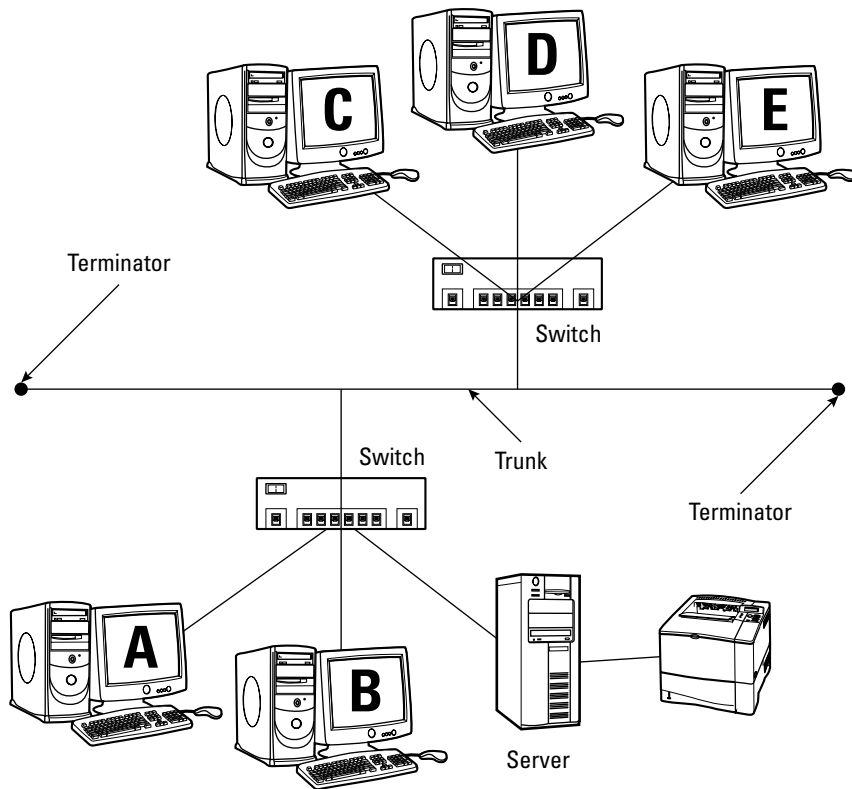 D
C
E
Terminator
Switch
Switch
Trunk
Terminator
A
B
Server